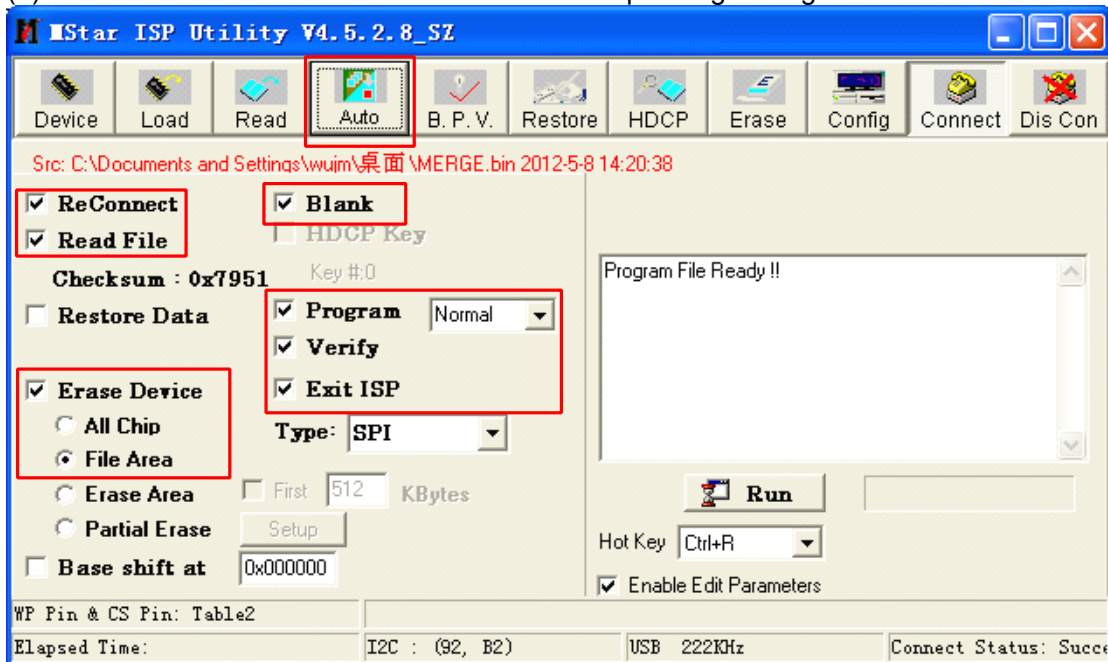 MStar ISP Utility V4.5.2.8_SZ
Device Load Read Auto B.P.V. Restore HDCP Erase Config Connect Dis Con
Src: C:\Documents and Settings\wujm\桌面\MERGE.bin 2012-5-8 14:20:38
ReConnect Blank
Read File HDCP Key
Checksum : 0x7951 Key #:0
Program File Ready !!
Restore Data Program Normal
Verify
Erase Device Exit ISP
All Chip Type: SPI
File Area
Erase Area First 512 KBytes
Run
Partial Erase Setup
Hot Key Ctrl+R
Base shift at 0x000000
Enable Edit Parameters
WP Pin & CS Pin: Table2
Elapsed Time: I2C : (92, B2) USB 222KHz Connect Status: Succe